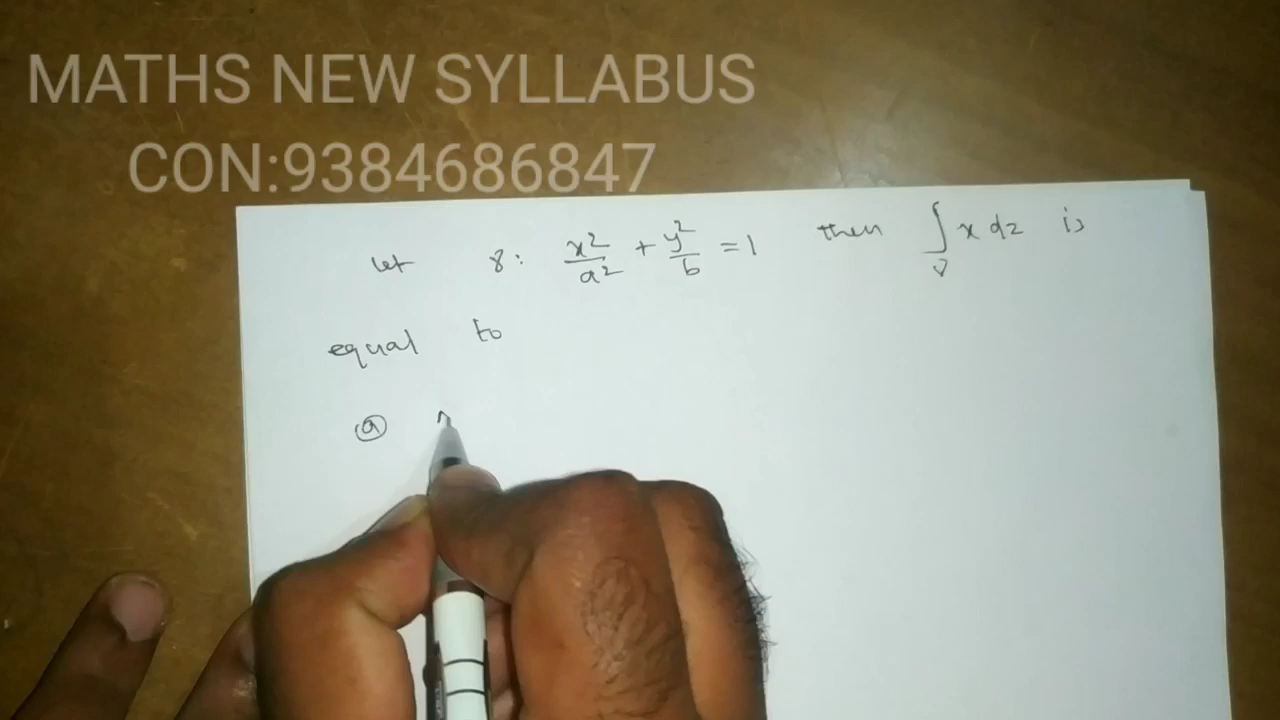 MATHS NEW SYLLABUS
CON:9384686847
let γ: x²/a² + y²/b = 1 then ∫γ x dz is
equal to
ⓐ